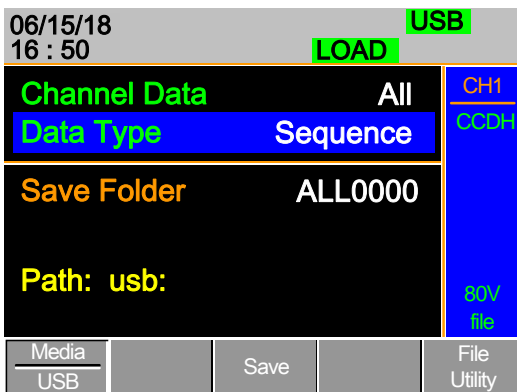 06/15/18 USB
16 : 50 LOAD
Channel Data All CH1
Data Type Sequence CCDH
Save Folder ALL0000
Path: usb: 80V
file
Media Save File
USB Utility